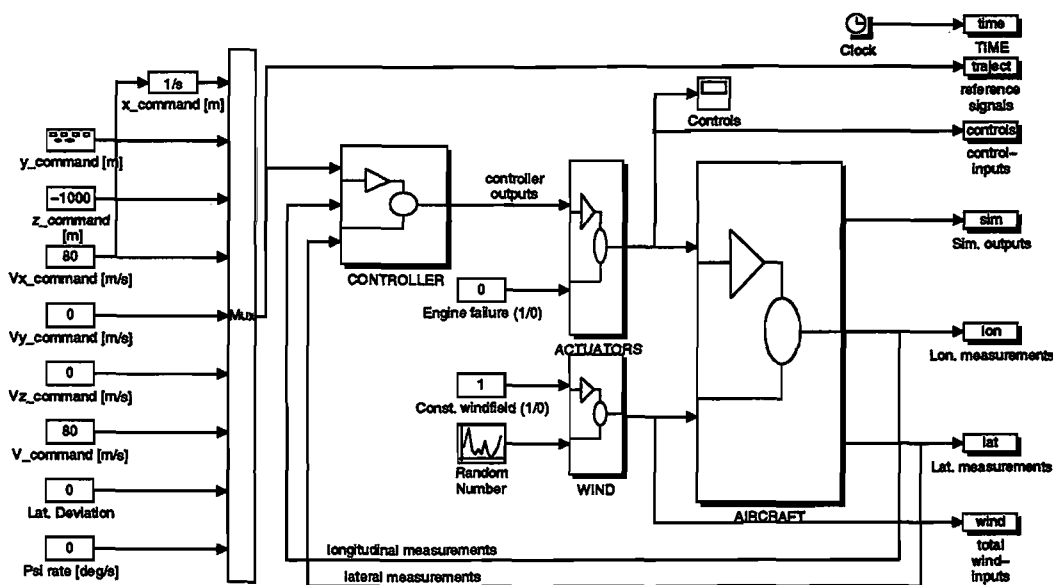 time
Clock
TIME
1/s
traject
x_command [m]
reference
signals
Controls
controls
y_command [m]
control–
inputs
controller
outputs
–1000
z_command
[m]
sim
Sim. outputs
80
CONTROLLER
Vx_command [m/s]
0
Engine failure (1/0)
0
Mux
Vy_command [m/s]
lon
ACTUATORS
Lon. measurements
0
1
Vz_command [m/s]
Const. windfield (1/0)
80
V_command [m/s]
lat
Random
Number
Lat. measurements
0
WIND
Lat. Deviation
AIRCRAFT
wind
0
longitudinal measurements
total
wind–
inputs
Psi rate [deg/s]
lateral measurements